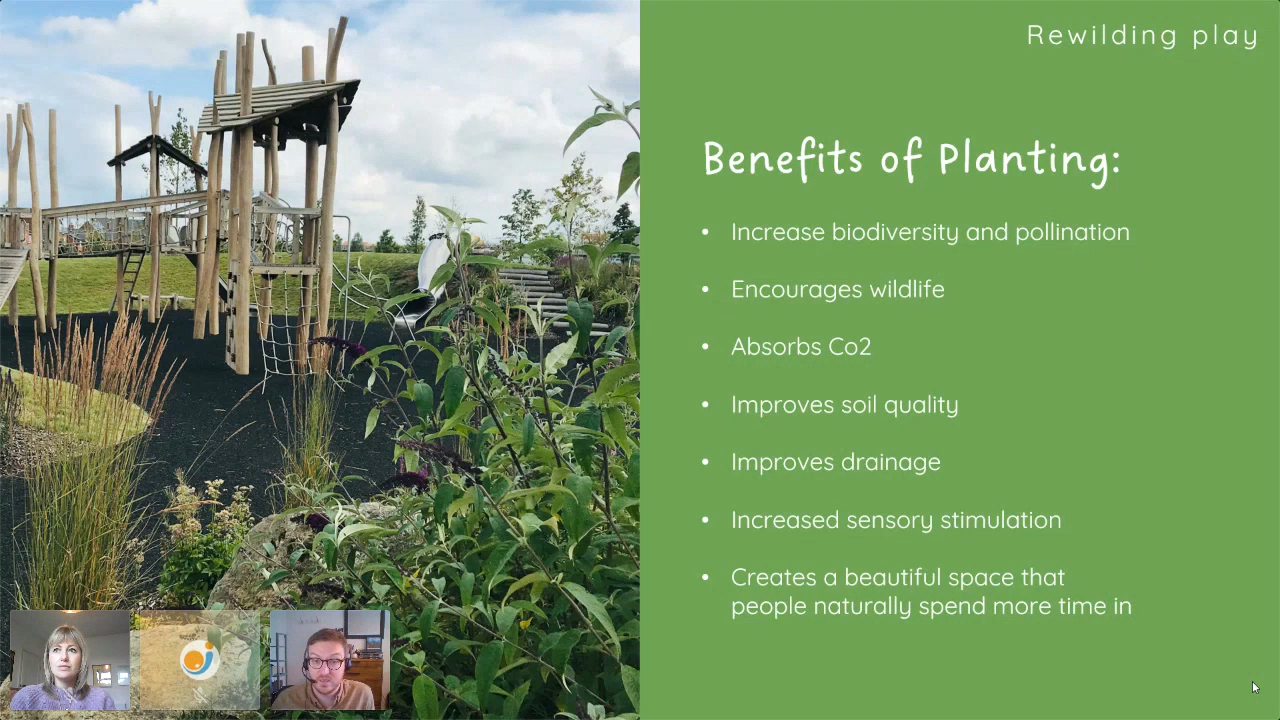 Rewilding play
Benefits of Planting:
• Increase biodiversity and pollination
• Encourages wildlife
• Absorbs Co2
• Improves soil quality
• Improves drainage
• Increased sensory stimulation
• Creates a beautiful space that
people naturally spend more time in